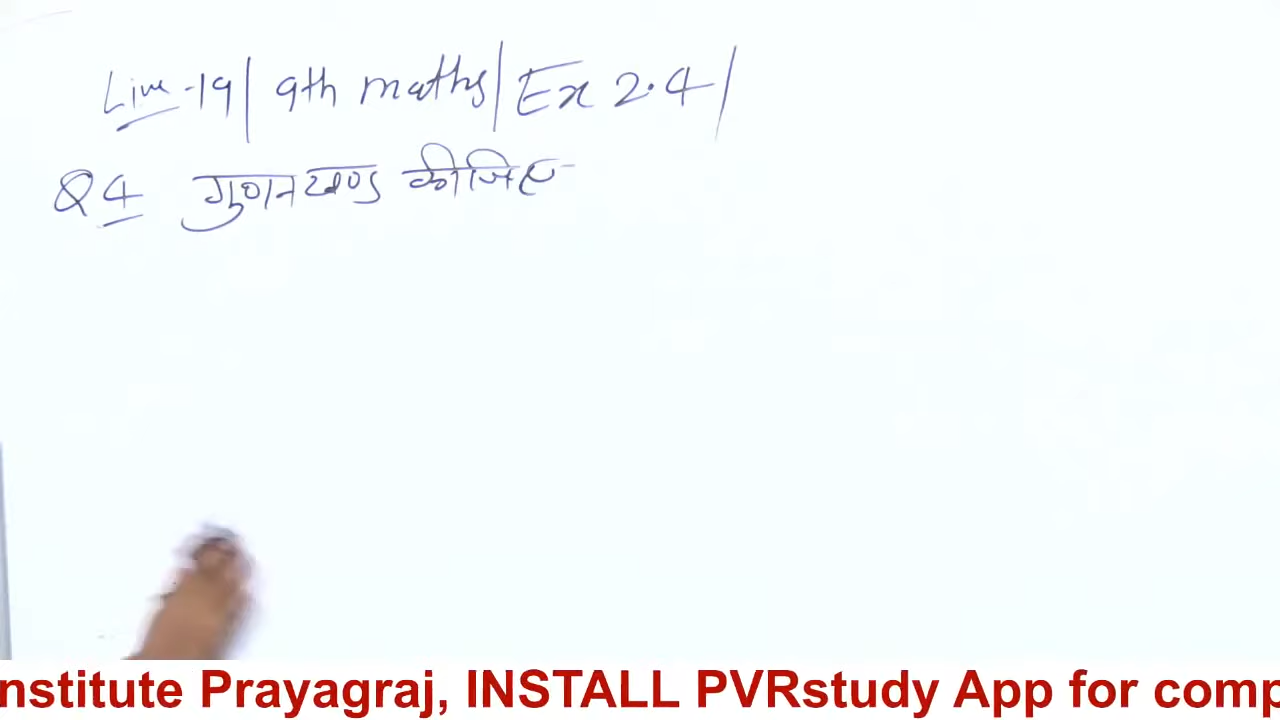 Live-19| 9th maths| Ex 2.4|
Q4 गुणनखण्ड कीजिए
nstitute Prayagraj, INSTALL PVRstudy App for comp